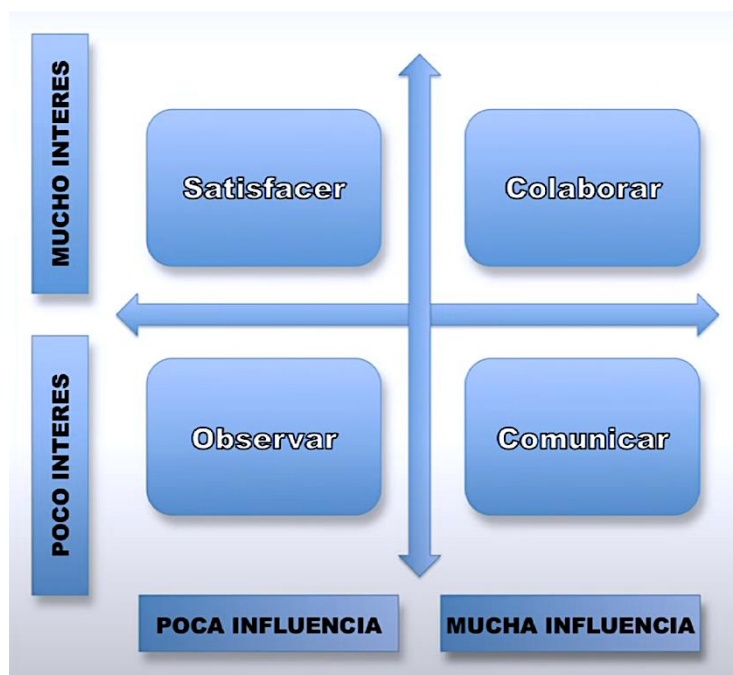 MUCHO INTERES
Satisfacer
Colaborar
POCO INTERES
Observar
Comunicar
POCA INFLUENCIA
MUCHA INFLUENCIA